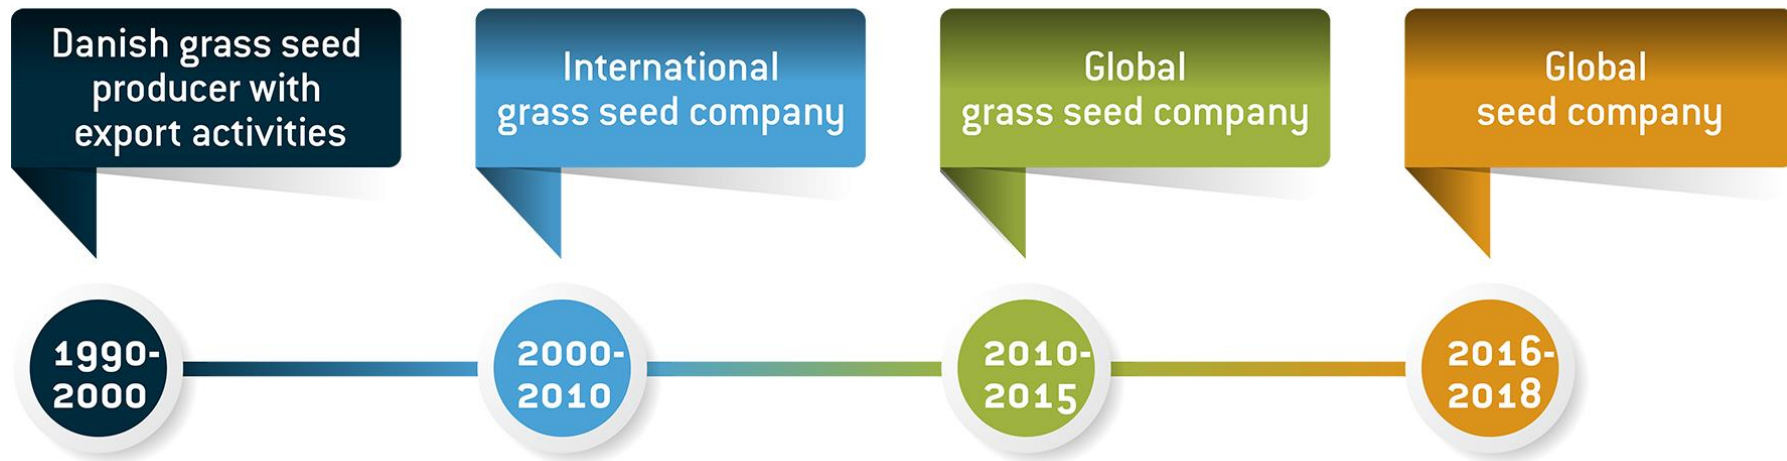 Danish grass seed
producer with
export activities
International
grass seed company
Global
grass seed company
Global
seed company
1990-
2000
2000-
2010
2010-
2015
2016-
2018